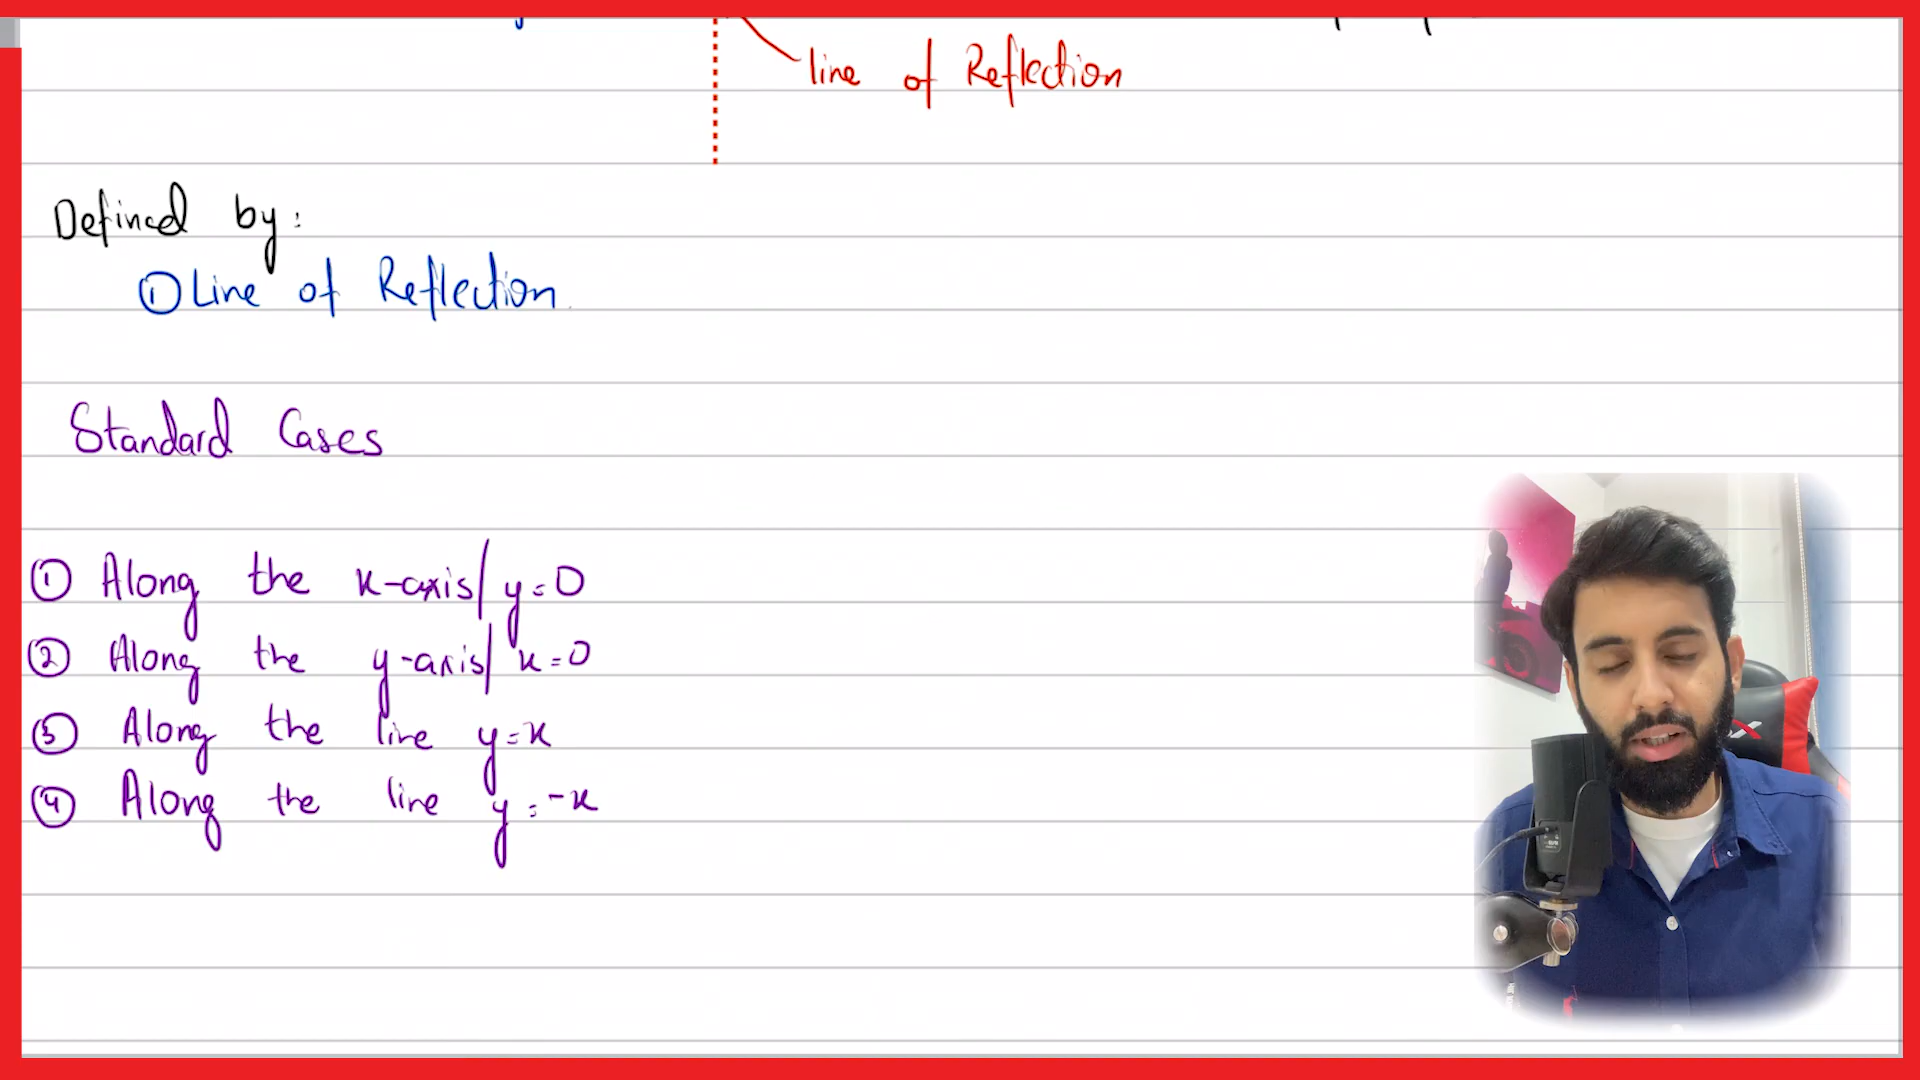 line of Reflection
Defined by:
① Line of Reflection.
Standard Cases
① Along the x-axis/ y=0
② Along the y-axis/ x=0
③ Along the line y=x
④ Along the line y=-x